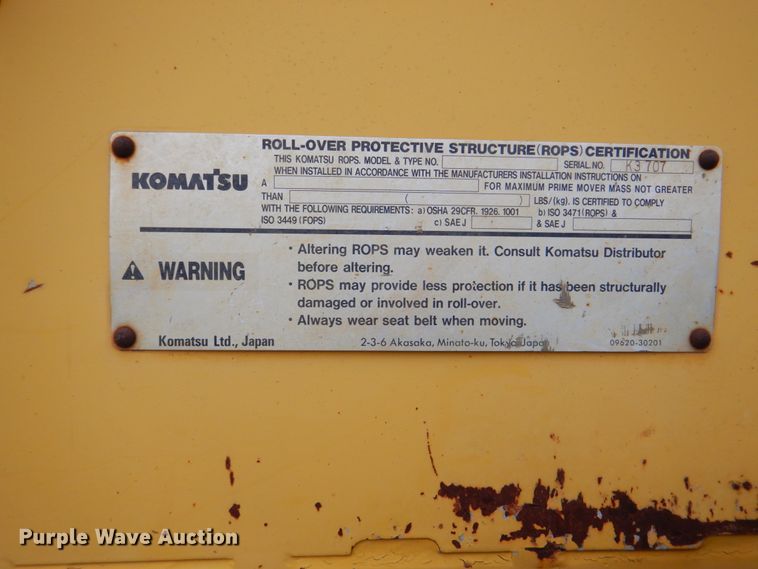 ROLL-OVER PROTECTIVE STRUCTURE(ROPS)CERTIFICATION
THIS KOMATSU ROPS. MODEL & TYPE NO. SERIAL NO. K3707
WHEN INSTALLED IN ACCORDANCE WITH THE MANUFACTURERS INSTALLATION INSTRUCTIONS ON
A FOR MAXIMUM PRIME MOVER MASS NOT GREATER
THAN ( ) LBS/(kg). IS CERTIFIED TO COMPLY
WITH THE FOLLOWING REQUIREMENTS: a) OSHA 29CFR. 1926. 1001 b) ISO 3471(ROPS) &
ISO 3449 (FOPS) c) SAE J & SAE J
KOMATSU
WARNING
• Altering ROPS may weaken it. Consult Komatsu Distributor
before altering.
• ROPS may provide less protection if it has been structurally
damaged or involved in roll-over.
• Always wear seat belt when moving.
Komatsu Ltd., Japan 2-3-6 Akasaka, Minato-ku, Tokyo Japan 09620-30201
Purple Wave Auction